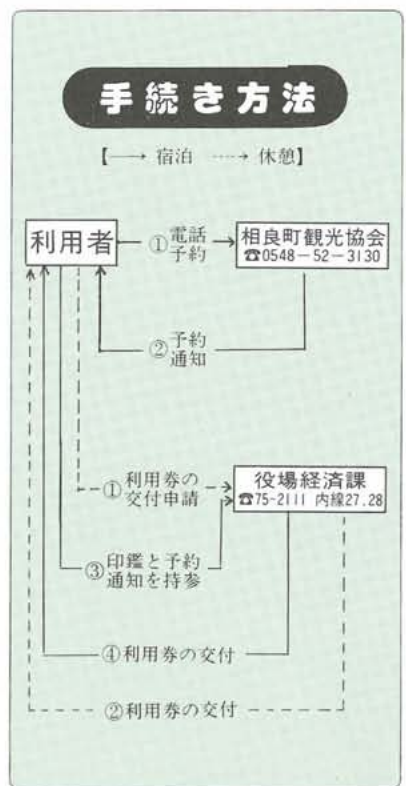 手続き方法
【──→ 宿泊 ----→ 休憩】
利用者
①電話
予約
相良町観光協会
☎0548－52－3130
②予約
通知
①利用券の
交付申請
役場経済課
☎75-2111 内線27.28
③印鑑と予約
通知を持参
④利用券の交付
②利用券の交付